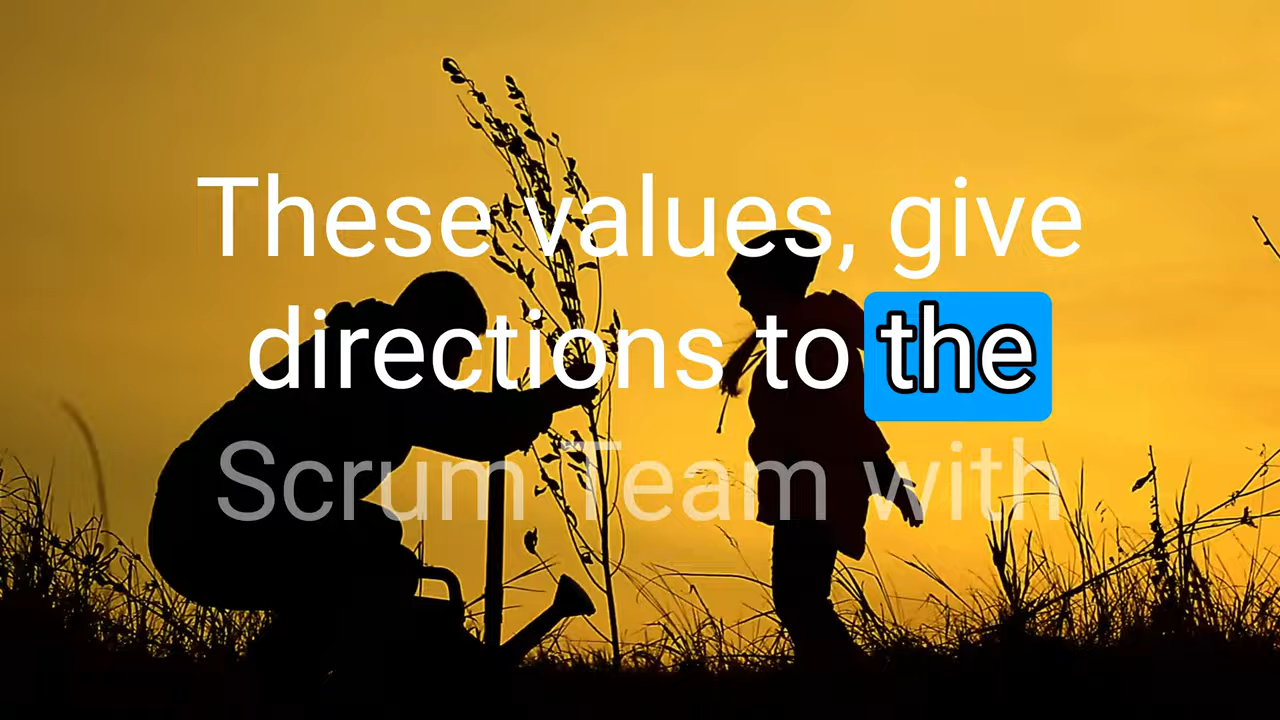 These values, give
directions to the
Scrum Team with